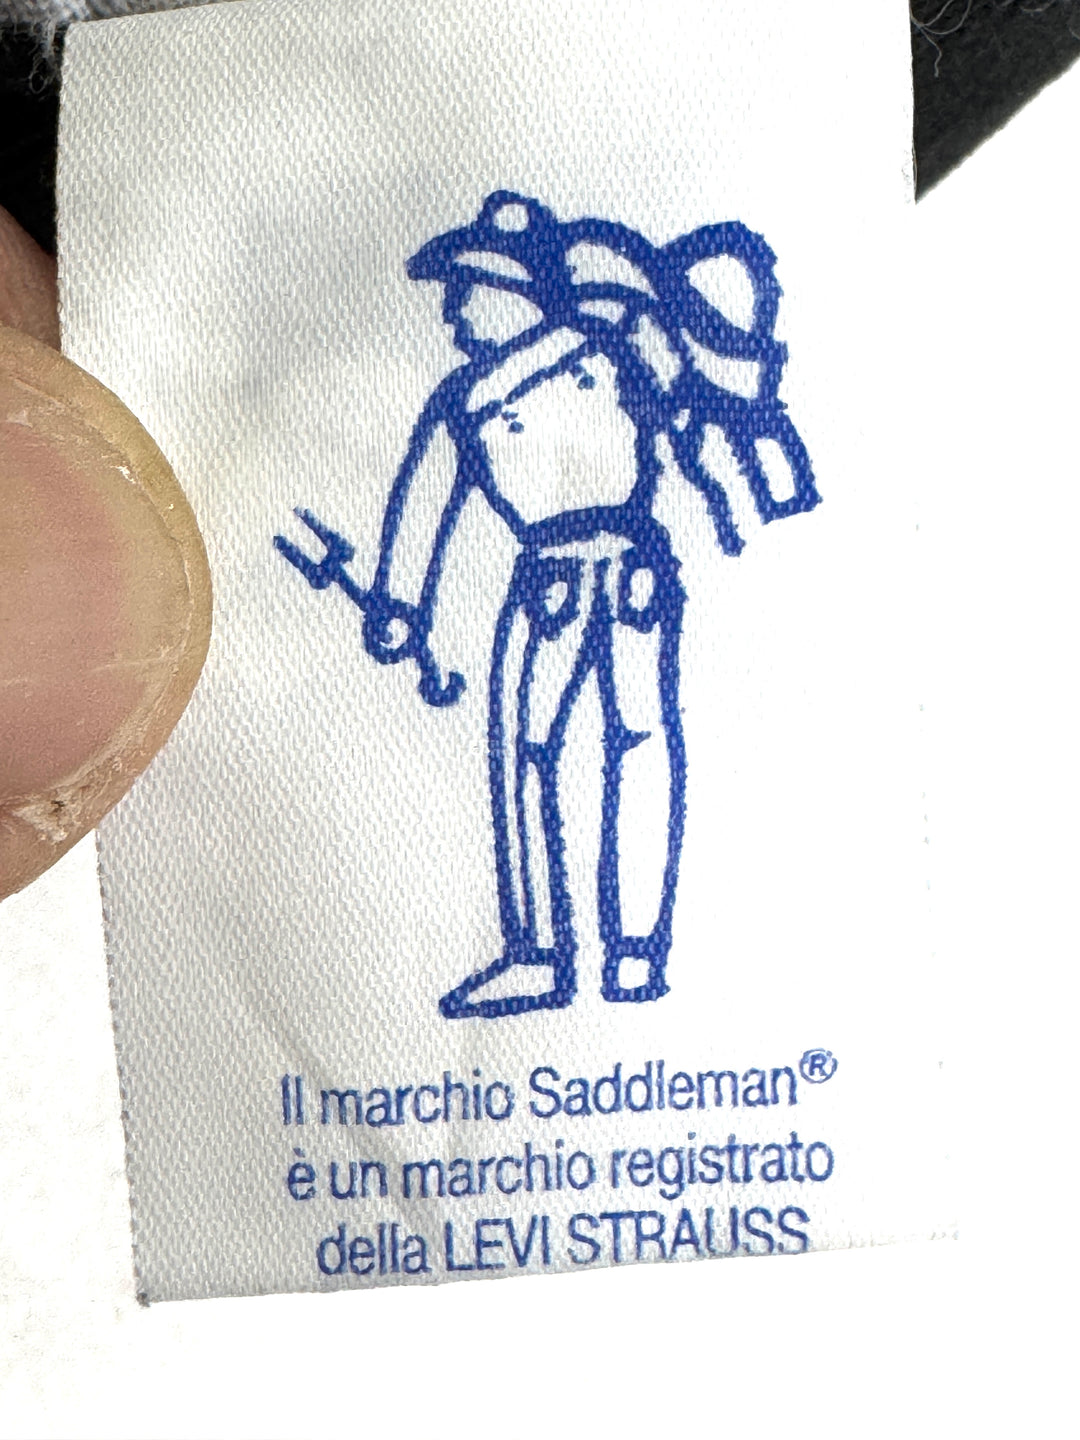 Il marchio Saddleman®
è un marchio registrato
della LEVI STRAUSS